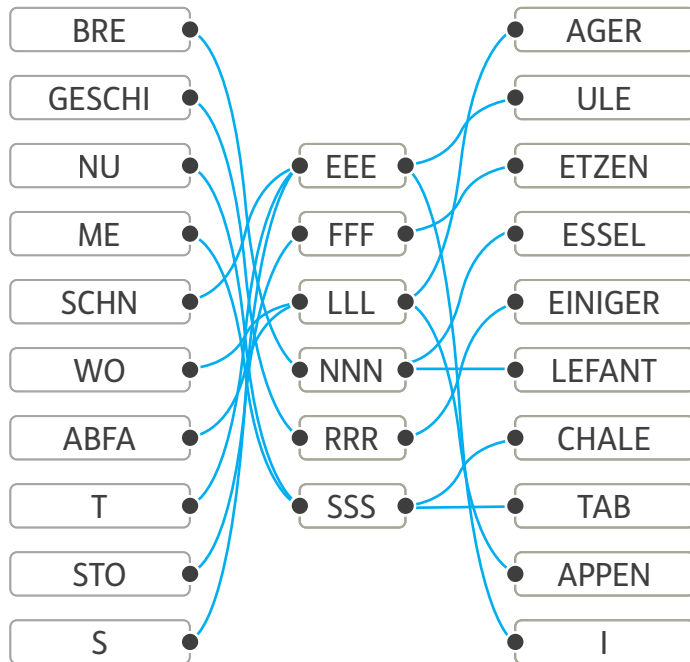 BRE
GESCHI
NU
ME
SCHN
WO
ABFA
T
STO
S
EEE
FFF
LLL
NNN
RRR
SSS
AGER
ULE
ETZEN
ESSEL
EINIGER
LEFANT
CHALE
TAB
APPEN
I